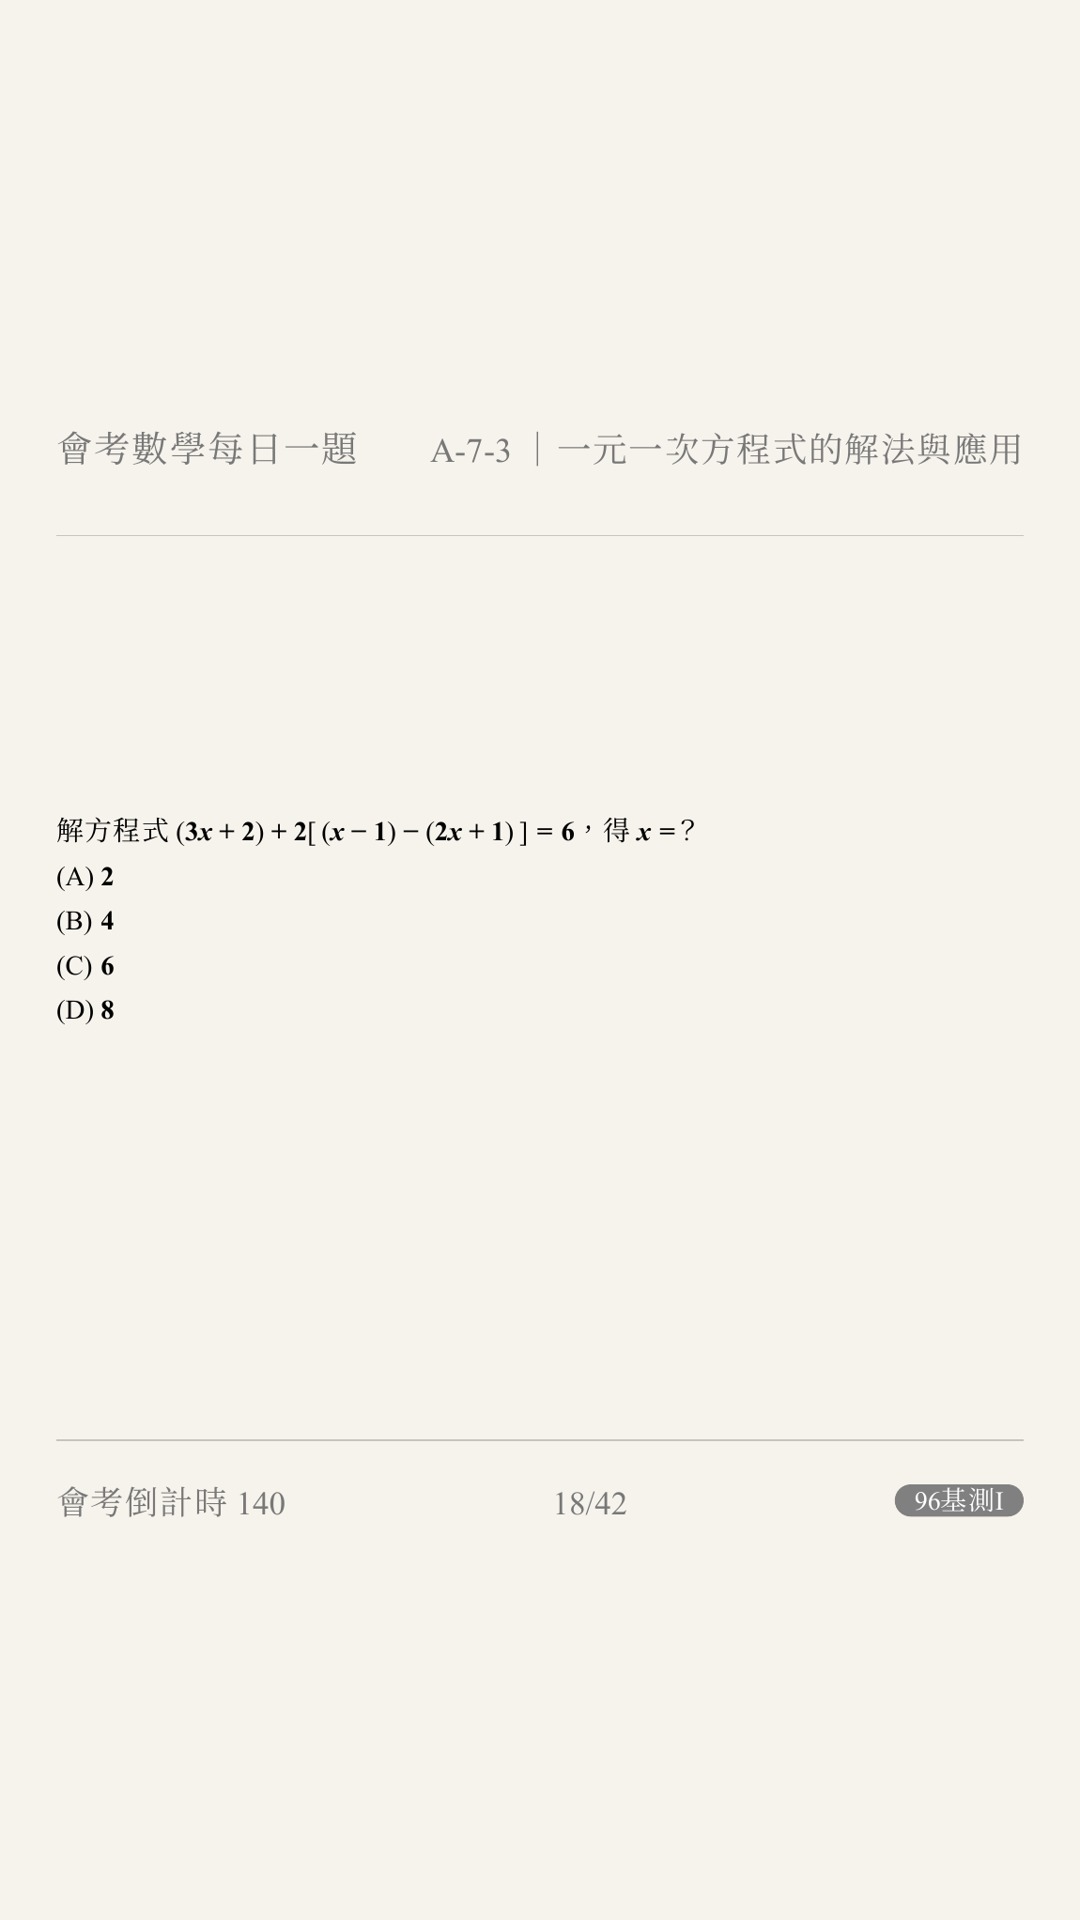 會考數學每日一題 A-7-3｜一元一次方程式的解法與應用
解方程式 (3x + 2) + 2[ (x − 1) − (2x + 1) ] = 6，得 x =？
(A) 2
(B) 4
(C) 6
(D) 8
會考倒計時 140 18/42 96基測I